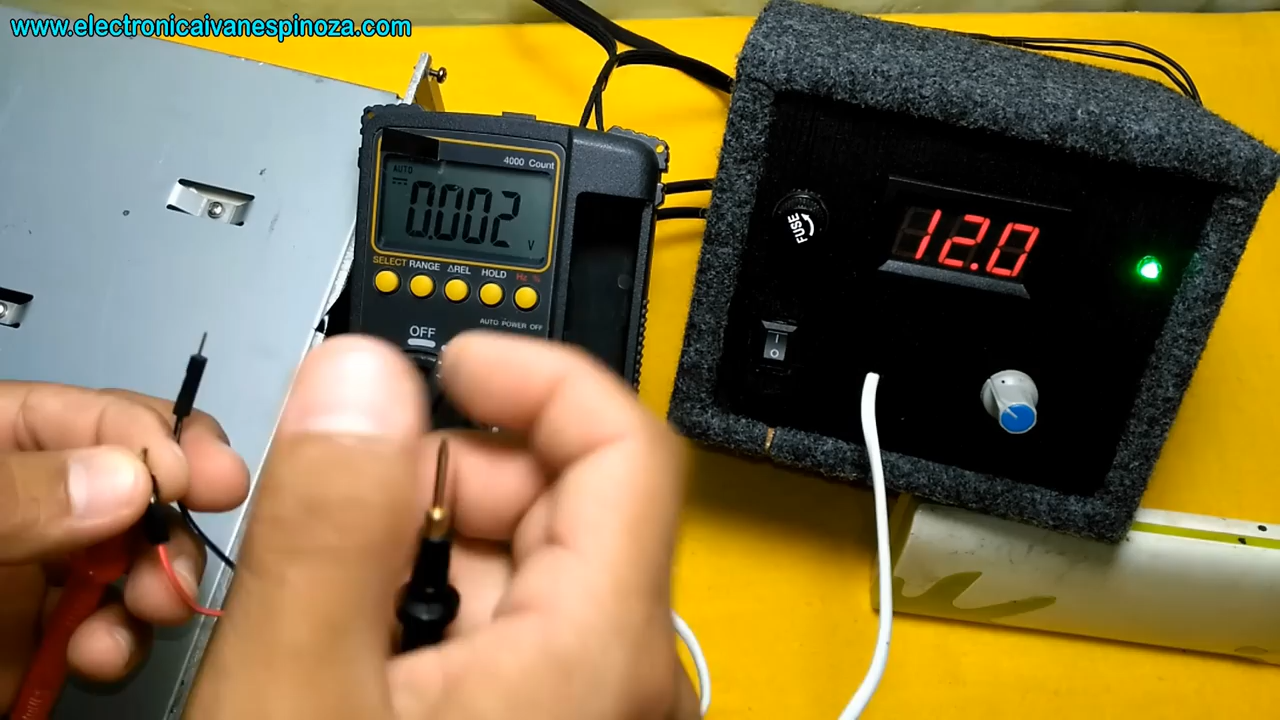 www.electronicaivanespinoza.com
4000 Count
AUTO
0.002
V
SELECT RANGE ΔREL HOLD Hz %
AUTO POWER OFF
OFF
FUSE
12.0
I
O